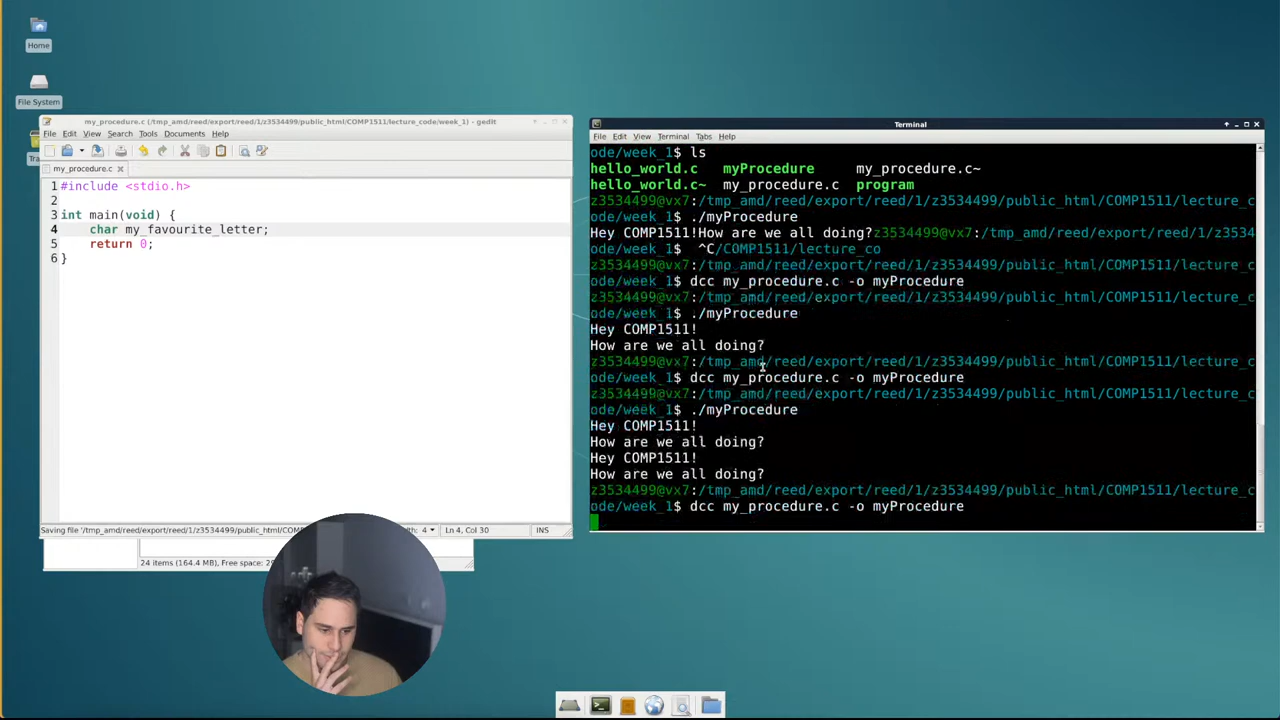 Home
File System
Tra
my_procedure.c (/tmp_amd/reed/export/reed/1/z3534499/public_html/COMP1511/lecture_code/week_1) - gedit
File Edit View Search Tools Documents Help
my_procedure.c
1 #include <stdio.h>
2
3 int main(void) {
4     char my_favourite_letter;
5     return 0;
6 }
Saving file '/tmp_amd/reed/export/reed/1/z3534499/public_html/COM
4
Ln 4, Col 30
INS
24 items (164.4 MB), Free space: 2
Terminal
File Edit View Terminal Tabs Help
ode/week_1$ ls
hello_world.c   myProcedure     my_procedure.c~
hello_world.c~  my_procedure.c  program
z3534499@vx7:/tmp_amd/reed/export/reed/1/z3534499/public_html/COMP1511/lecture_c
ode/week_1$ ./myProcedure
Hey COMP1511!How are we all doing?z3534499@vx7:/tmp_amd/reed/export/reed/1/z3534
ode/week_1$  ^C/COMP1511/lecture_co
z3534499@vx7:/tmp_amd/reed/export/reed/1/z3534499/public_html/COMP1511/lecture_c
ode/week_1$ dcc my_procedure.c -o myProcedure
z3534499@vx7:/tmp_amd/reed/export/reed/1/z3534499/public_html/COMP1511/lecture_c
ode/week_1$ ./myProcedure
Hey COMP1511!
How are we all doing?
z3534499@vx7:/tmp_amd/reed/export/reed/1/z3534499/public_html/COMP1511/lecture_c
ode/week_1$ dcc my_procedure.c -o myProcedure
z3534499@vx7:/tmp_amd/reed/export/reed/1/z3534499/public_html/COMP1511/lecture_c
ode/week_1$ ./myProcedure
Hey COMP1511!
How are we all doing?
Hey COMP1511!
How are we all doing?
z3534499@vx7:/tmp_amd/reed/export/reed/1/z3534499/public_html/COMP1511/lecture_c
ode/week_1$ dcc my_procedure.c -o myProcedure